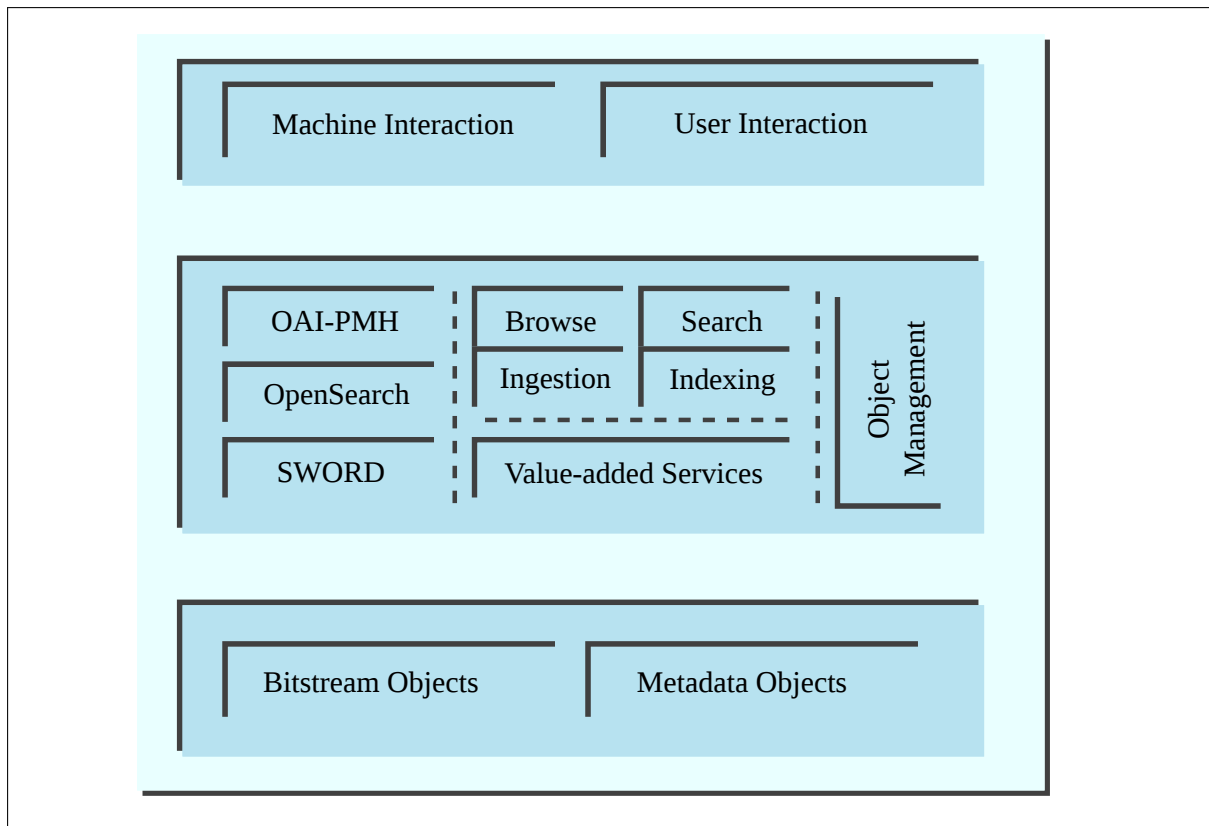 Machine Interaction
User Interaction
OAI-PMH
OpenSearch
SWORD
Browse
Search
Ingestion
Indexing
Value-added Services
Object
Management
Bitstream Objects
Metadata Objects